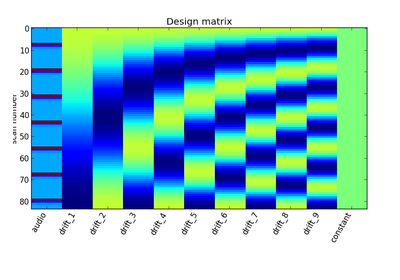 Design matrix
0
10
20
30
40
50
60
70
80
audio
drift_1
drift_2
drift_3
drift_4
drift_5
drift_6
drift_7
drift_8
drift_9
constant